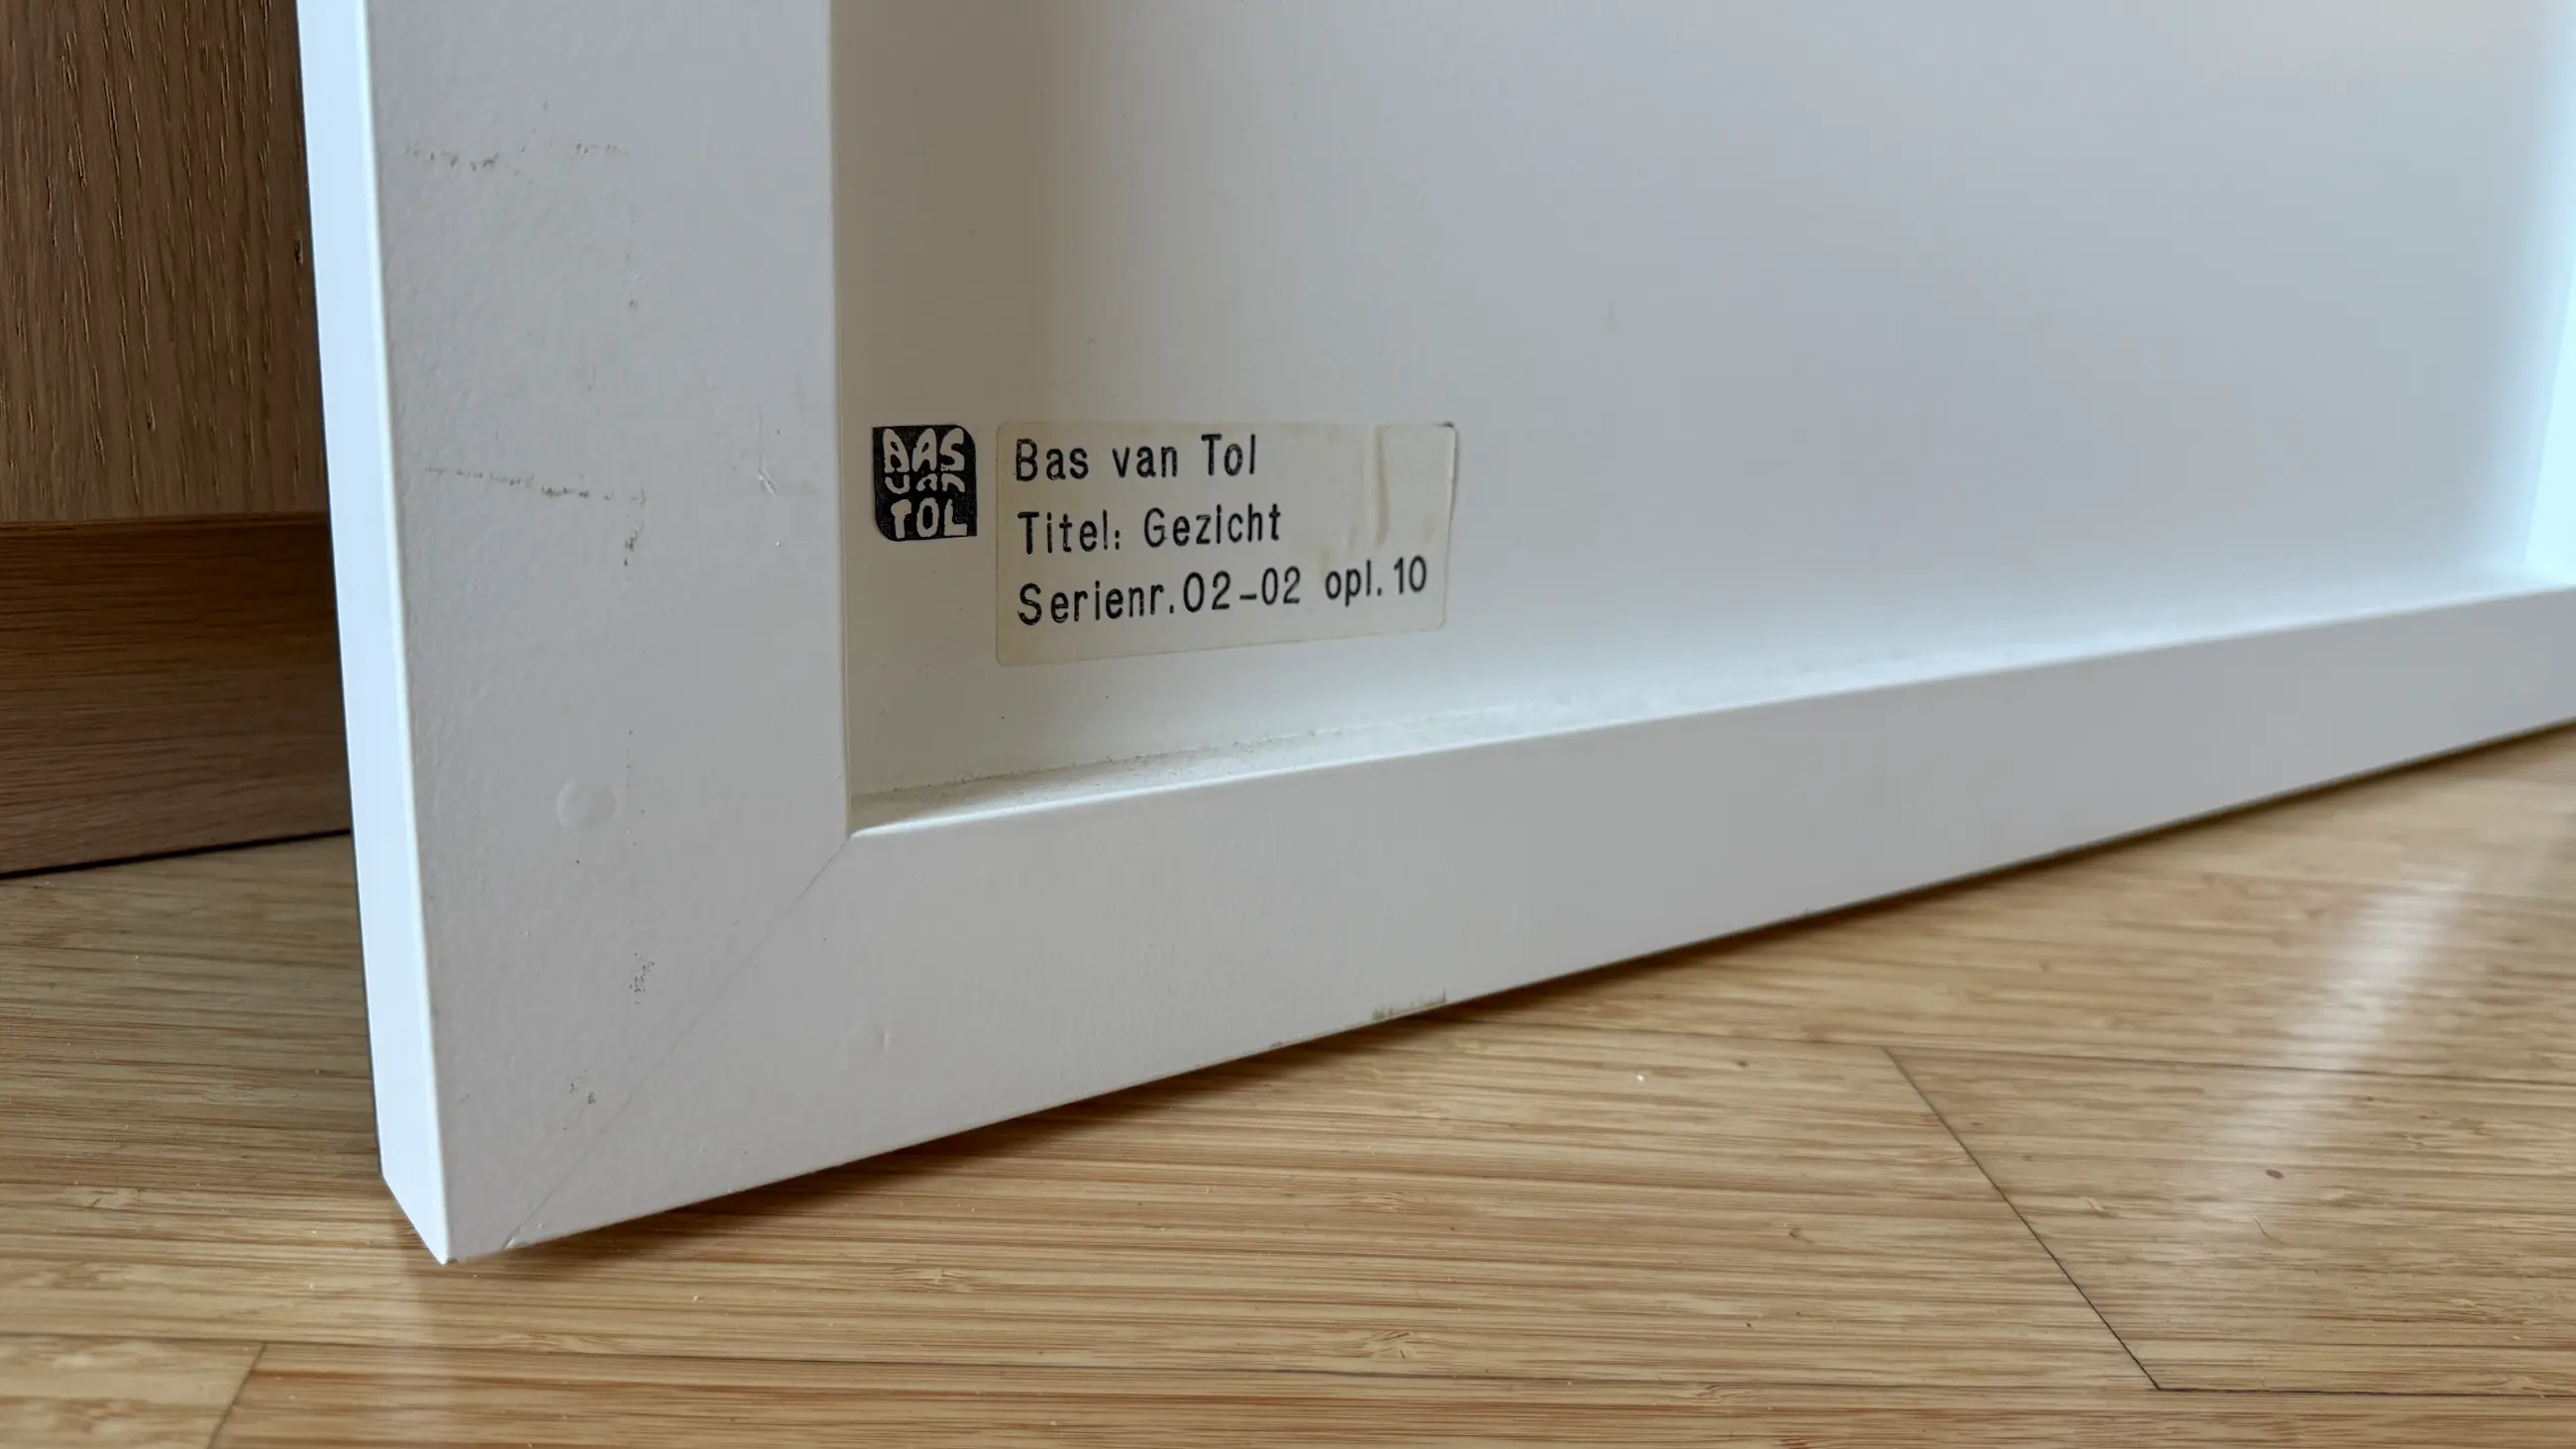 BAS
van
TOL
Bas van Tol
Titel: Gezicht
Serienr.02-02 opl.10